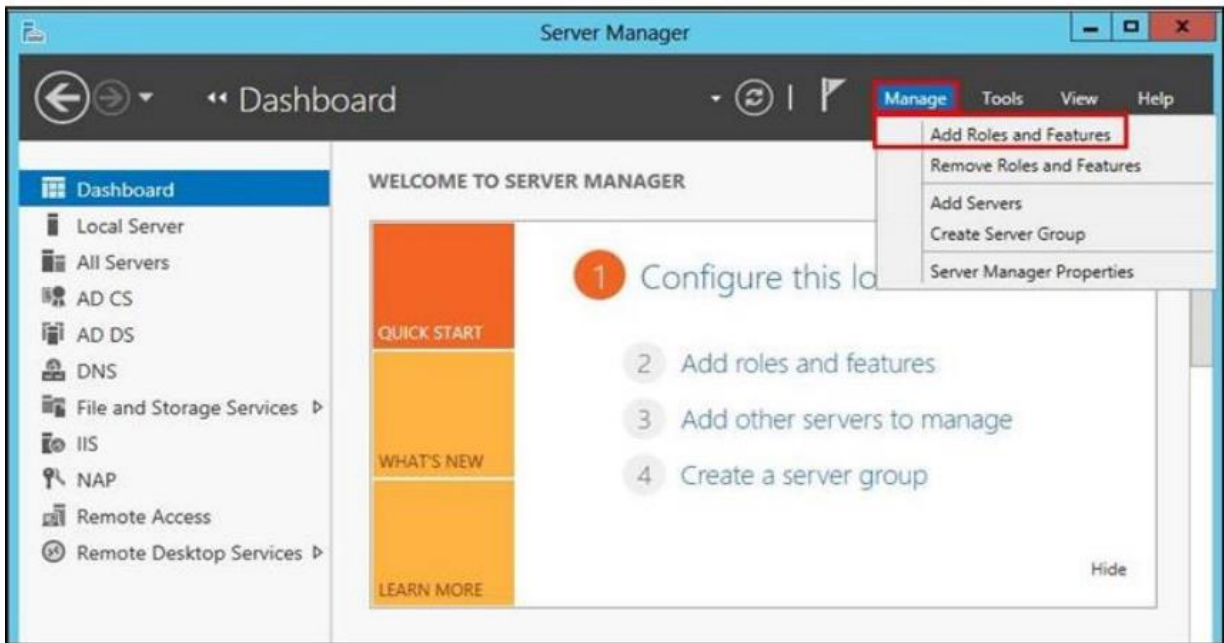 Server Manager
Dashboard
Manage Tools View Help
Add Roles and Features
Remove Roles and Features
Add Servers
Create Server Group
Server Manager Properties
Dashboard
Local Server
All Servers
AD CS
AD DS
DNS
File and Storage Services
IIS
NAP
Remote Access
Remote Desktop Services
WELCOME TO SERVER MANAGER
QUICK START
WHAT'S NEW
LEARN MORE
1 Configure this lo
2 Add roles and features
3 Add other servers to manage
4 Create a server group
Hide